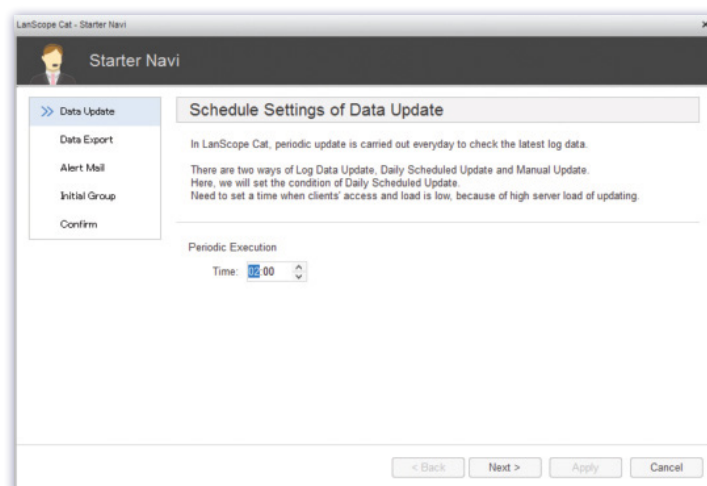 LanScope Cat - Starter Navi
×
Starter Navi
>> Data Update
Data Export
Alert Mail
Initial Group
Confirm
Schedule Settings of Data Update
In LanScope Cat, periodic update is carried out everyday to check the latest log data.
There are two ways of Log Data Update, Daily Scheduled Update and Manual Update.
Here, we will set the condition of Daily Scheduled Update.
Need to set a time when clients' access and load is low, because of high server load of updating.
Periodic Execution
Time: 02:00
< Back Next > Apply Cancel